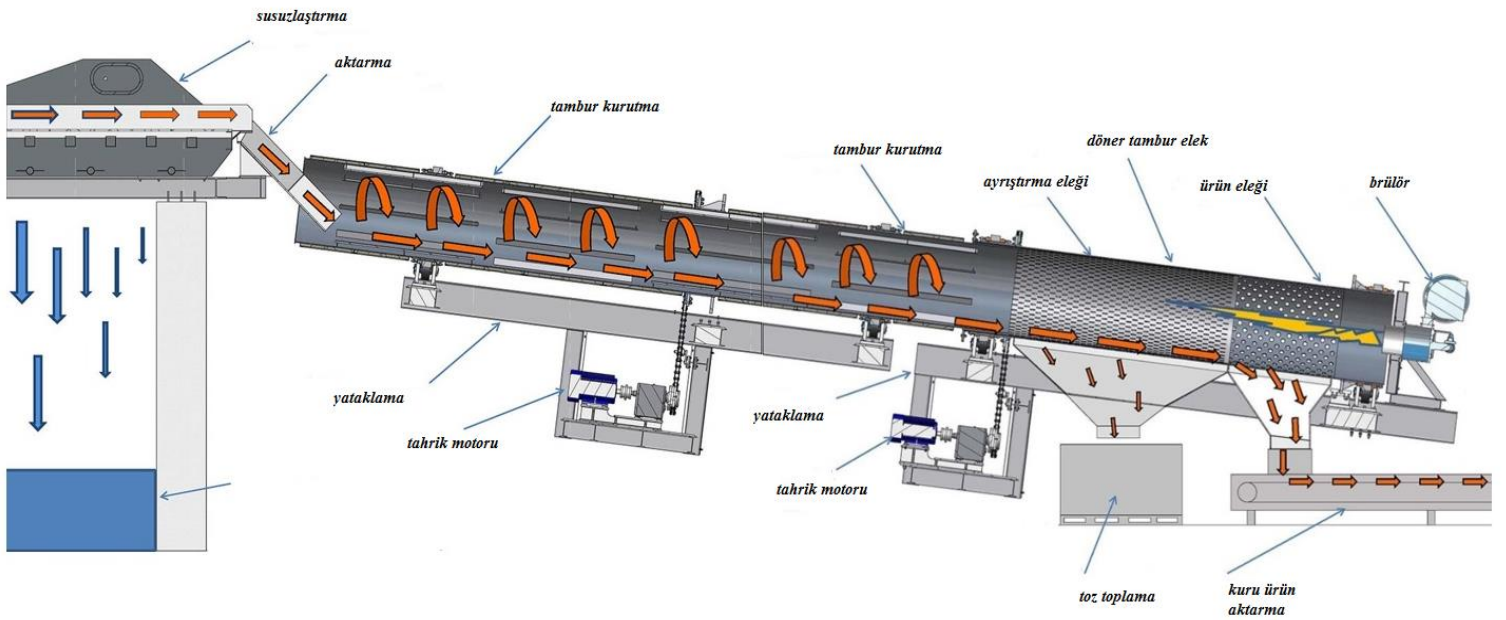 susuzlaştırma
aktarma
tambur kurutma
tambur kurutma
döner tambur elek
ayrıştırma eleği
ürün eleği
brülör
yataklama
tahrik motoru
yataklama
tahrik motoru
toz toplama
kuru ürün
aktarma